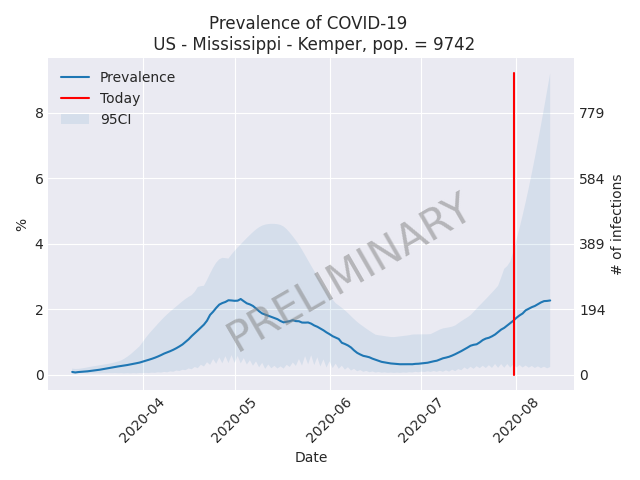 Prevalence of COVID-19
US - Mississippi - Kemper, pop. = 9742
Prevalence
Today
95CI
8
6
4
2
0
%
779
584
389
194
0
# of infections
PRELIMINARY
2020-04
2020-05
2020-06
2020-07
2020-08
Date